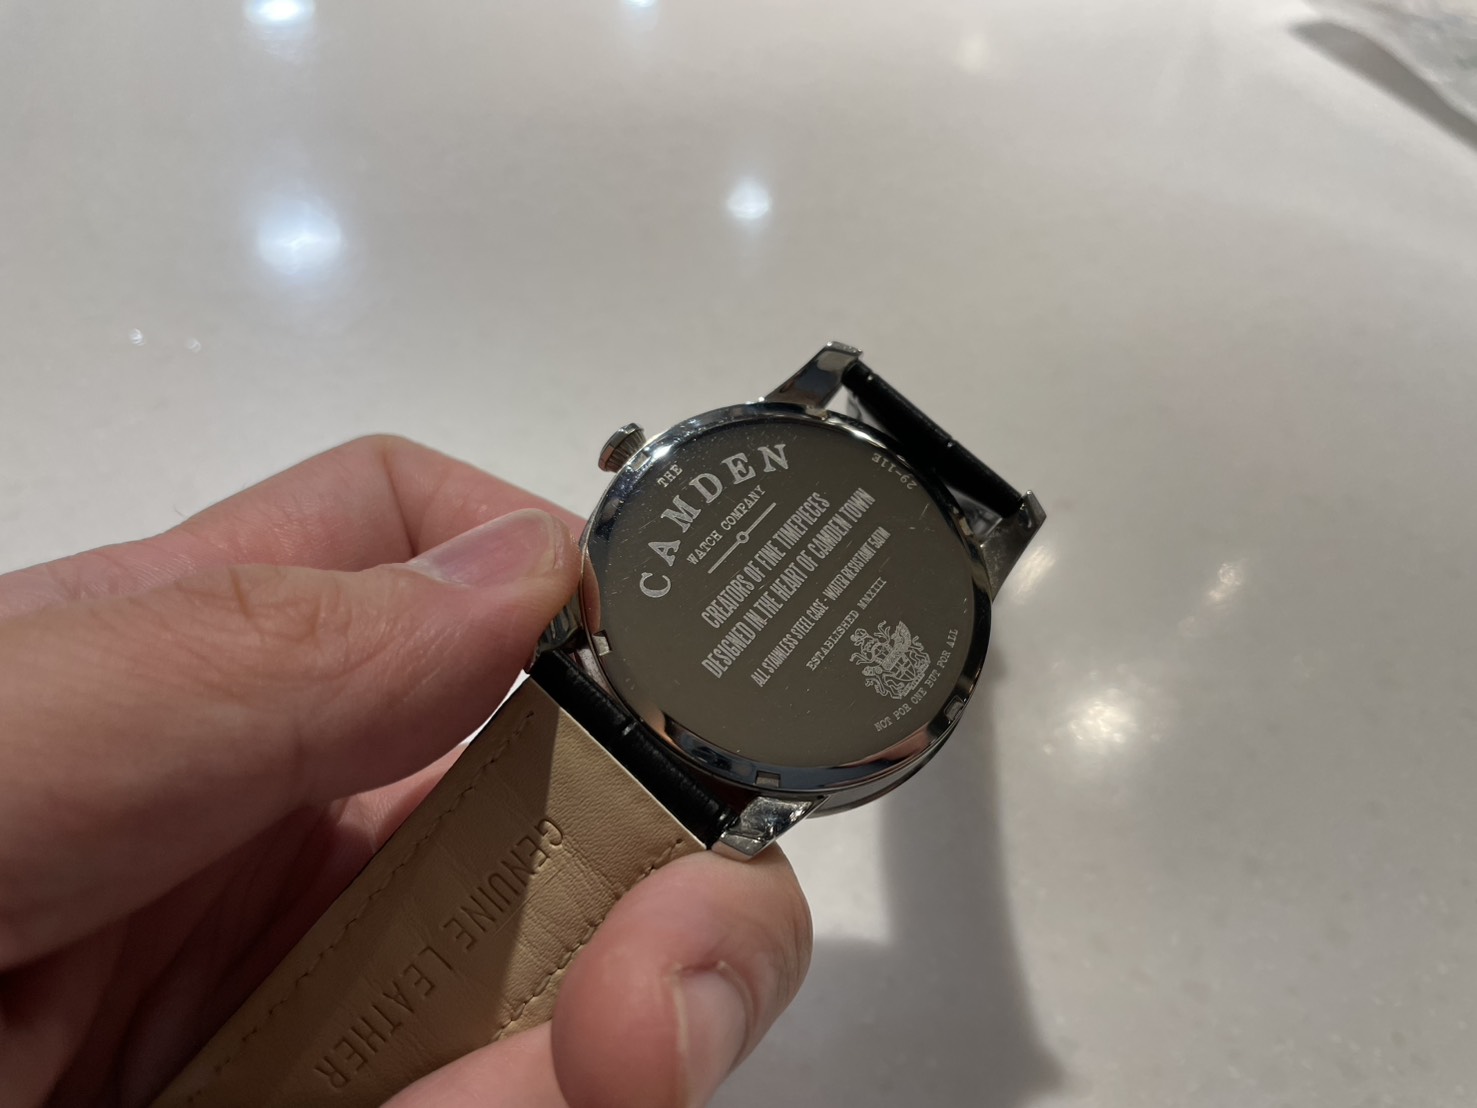 THE
CAMDEN
WATCH COMPANY
CREATORS OF FINE TIMEPIECES
DESIGNED IN THE HEART OF CAMDEN TOWN
ALL STAINLESS STEEL CASE · WATER RESISTANT 5ATM
ESTABLISHED MMXIII
NOT FOR ONE BUT FOR ALL
29-11E
GENUINE LEATHER